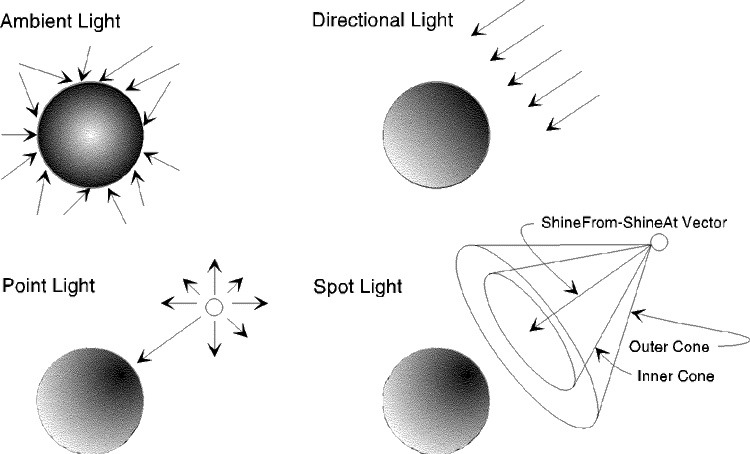 Ambient Light
Directional Light
ShineFrom-ShineAt Vector
Point Light
Spot Light
Outer Cone
Inner Cone